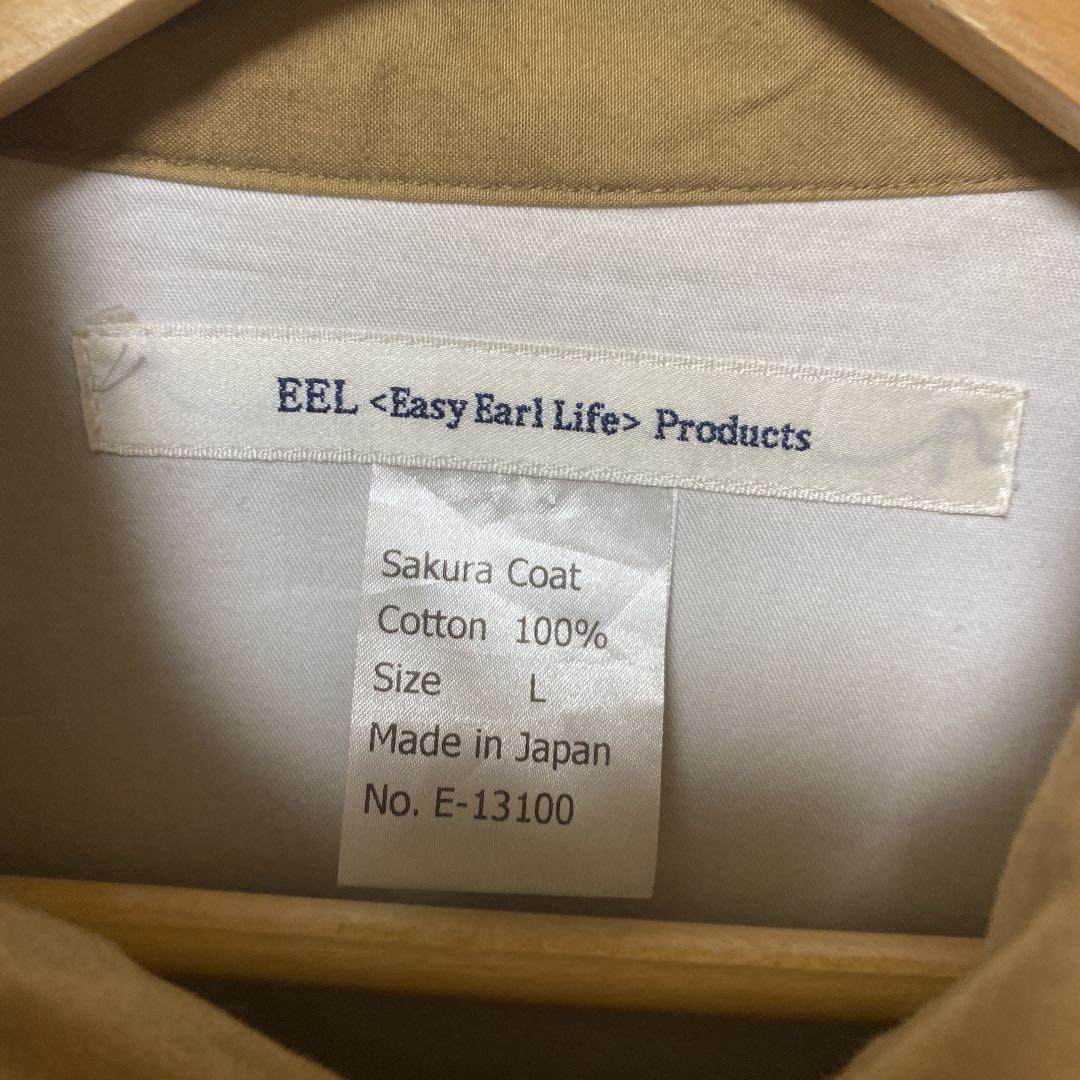 EEL <Easy Earl Life> Products
Sakura Coat
Cotton 100%
Size L
Made in Japan
No. E-13100